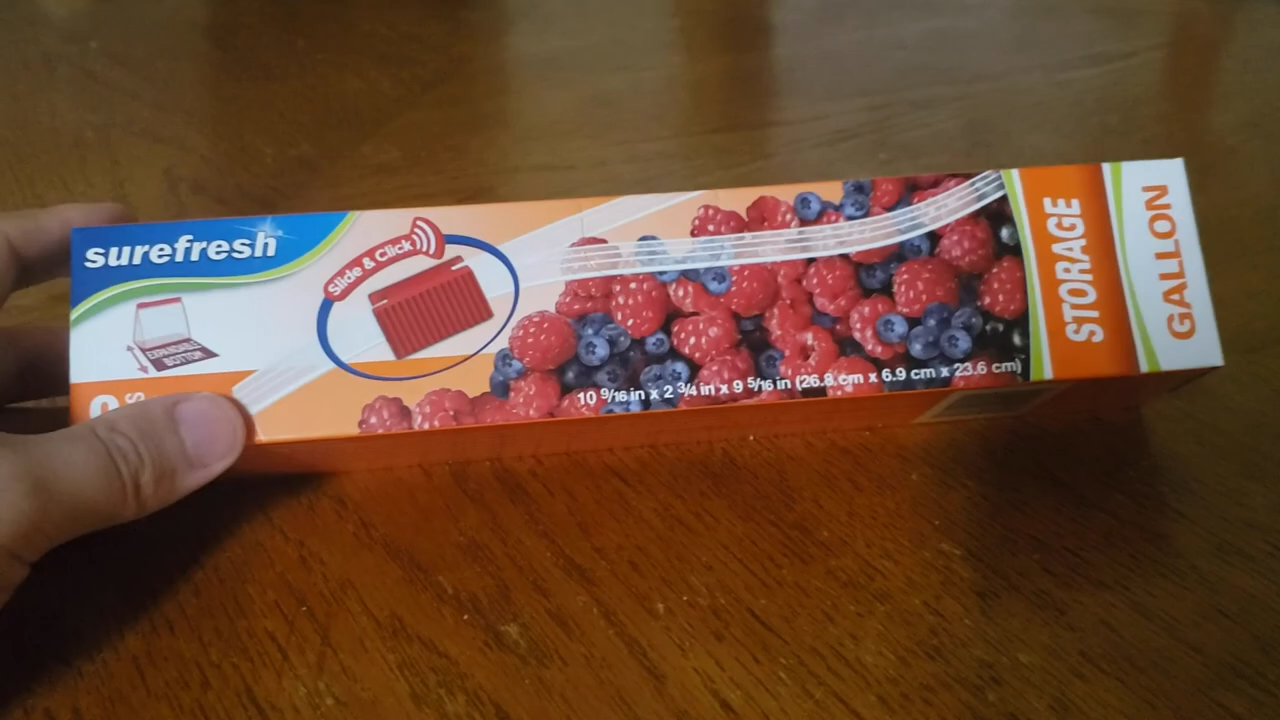 surefresh
Slide & Click
EXPANDABLE
BOTTOM
10 9/16 in x 2 3/4 in x 9 5/16 in (26.8 cm x 6.9 cm x 23.6 cm)
STORAGE
GALLON